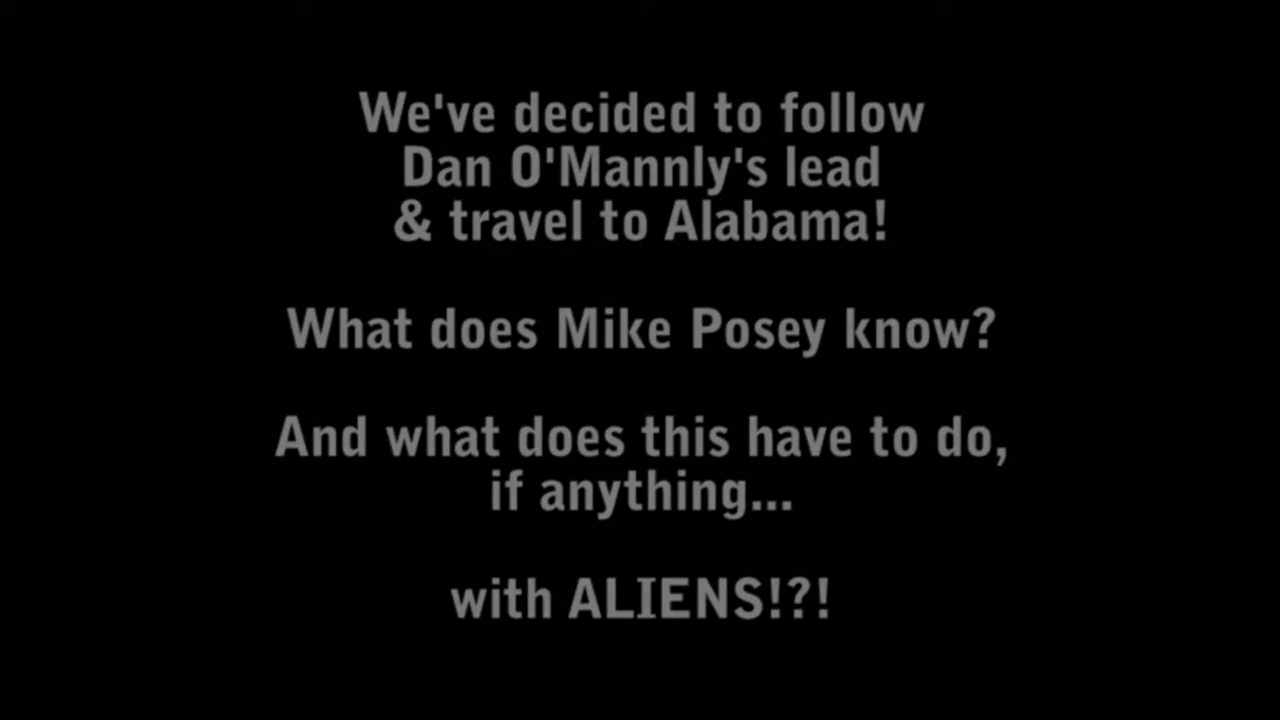 We've decided to follow
Dan O'Mannly's lead
& travel to Alabama!
What does Mike Posey know?
And what does this have to do,
if anything...
with ALIENS!?!